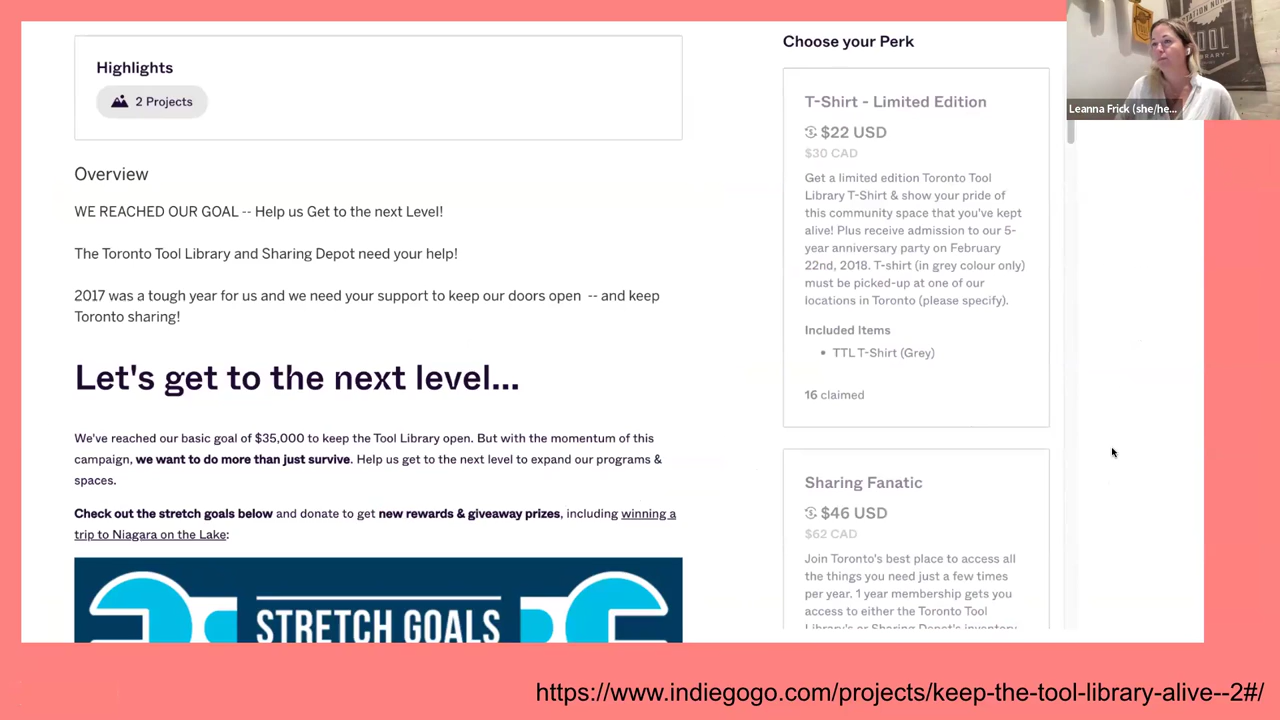 Highlights
2 Projects
Overview
WE REACHED OUR GOAL -- Help us Get to the next Level!
The Toronto Tool Library and Sharing Depot need your help!
2017 was a tough year for us and we need your support to keep our doors open  -- and keep
Toronto sharing!
Let's get to the next level...
We've reached our basic goal of $35,000 to keep the Tool Library open. But with the momentum of this
campaign, we want to do more than just survive. Help us get to the next level to expand our programs &
spaces.
Check out the stretch goals below and donate to get new rewards & giveaway prizes, including winning a
trip to Niagara on the Lake:
STRETCH GOALS
Choose your Perk
T-Shirt - Limited Edition
$22 USD
$30 CAD
Get a limited edition Toronto Tool
Library T-Shirt & show your pride of
this community space that you've kept
alive! Plus receive admission to our 5-
year anniversary party on February
22nd, 2018. T-shirt (in grey colour only)
must be picked-up at one of our
locations in Toronto (please specify).
Included Items
• TTL T-Shirt (Grey)
16 claimed
Sharing Fanatic
$46 USD
$62 CAD
Join Toronto's best place to access all
the things you need just a few times
per year. 1 year membership gets you
access to either the Toronto Tool
Library's or Sharing Depot's inventory
Leanna Frick (she/he...
https://www.indiegogo.com/projects/keep-the-tool-library-alive--2#/